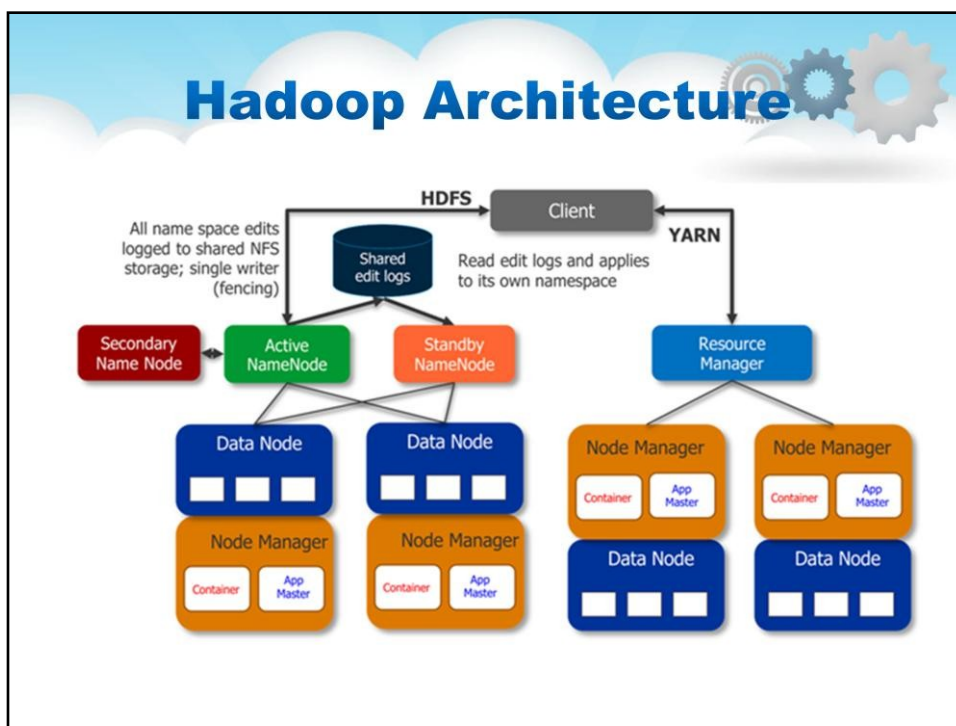 Hadoop Architecture
HDFS
Client
YARN
All name space edits
logged to shared NFS
storage; single writer
(fencing)
Shared
edit logs
Read edit logs and applies
to its own namespace
Secondary
Name Node
Active
NameNode
Standby
NameNode
Resource
Manager
Data Node
Data Node
Node Manager
Container
App
Master
Node Manager
Container
App
Master
Node Manager
Container
App
Master
Node Manager
Container
App
Master
Data Node
Data Node